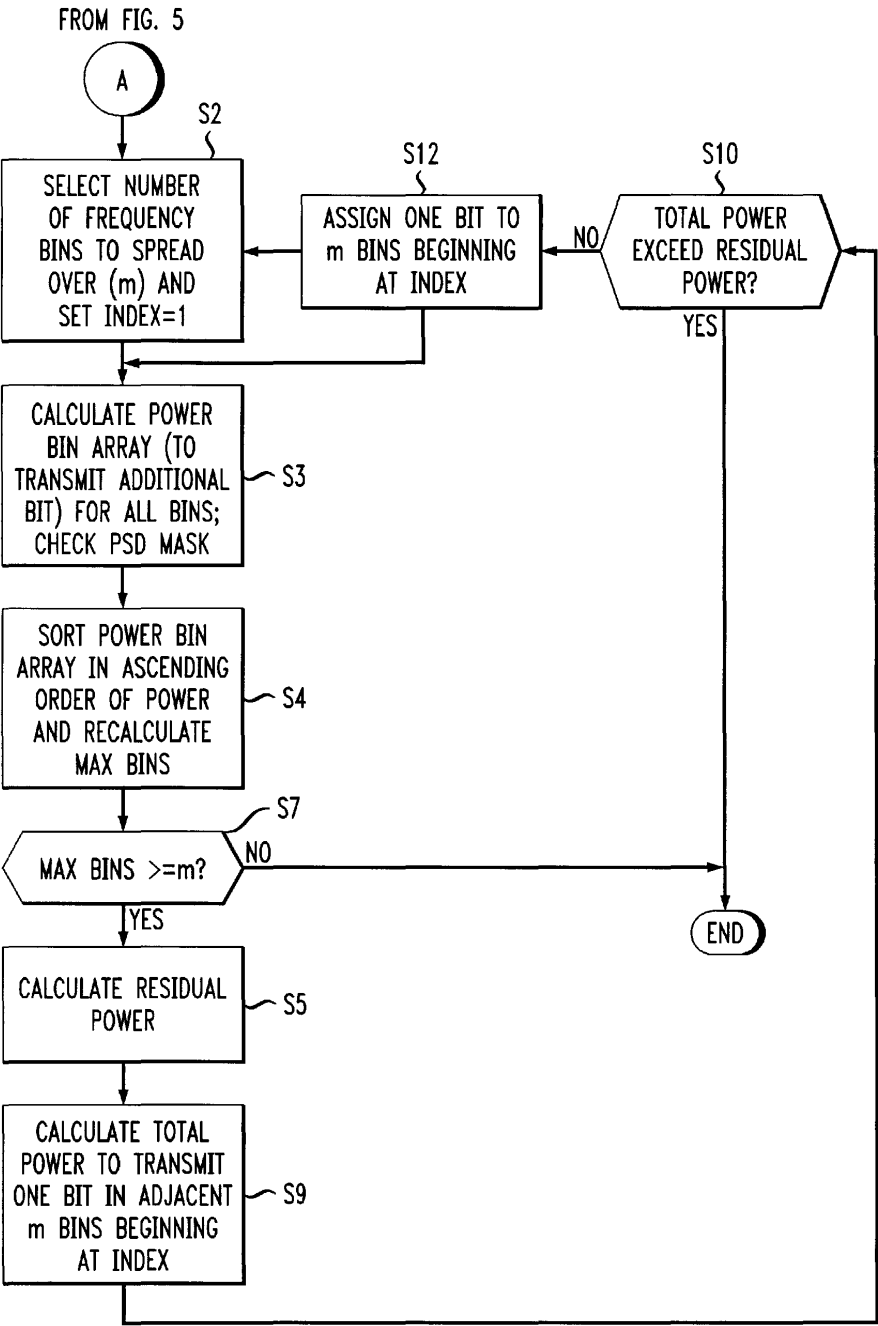 FROM FIG. 5
A
S2
SELECT NUMBER
OF FREQUENCY
BINS TO SPREAD
OVER (m) AND
SET INDEX=1
S12
ASSIGN ONE BIT TO
m BINS BEGINNING
AT INDEX
S10
TOTAL POWER
EXCEED RESIDUAL
POWER?
NO
YES
CALCULATE POWER
BIN ARRAY (TO
TRANSMIT ADDITIONAL
BIT) FOR ALL BINS;
CHECK PSD MASK
S3
SORT POWER BIN
ARRAY IN ASCENDING
ORDER OF POWER
AND RECALCULATE
MAX BINS
S4
S7
MAX BINS >=m?
NO
YES
END
CALCULATE RESIDUAL
POWER
S5
CALCULATE TOTAL
POWER TO TRANSMIT
ONE BIT IN ADJACENT
m BINS BEGINNING
AT INDEX
S9